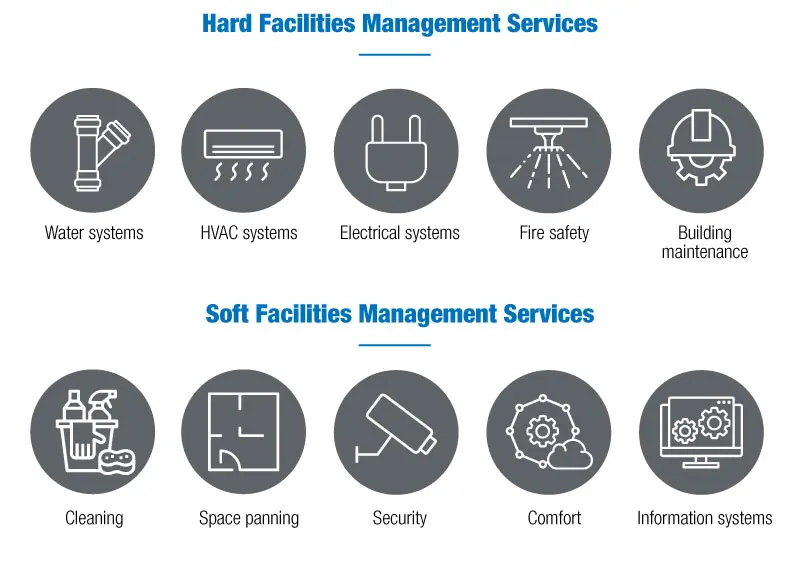 Hard Facilities Management Services
Water systems
HVAC systems
Electrical systems
Fire safety
Building
maintenance
Soft Facilities Management Services
Cleaning
Space panning
Security
Comfort
Information systems